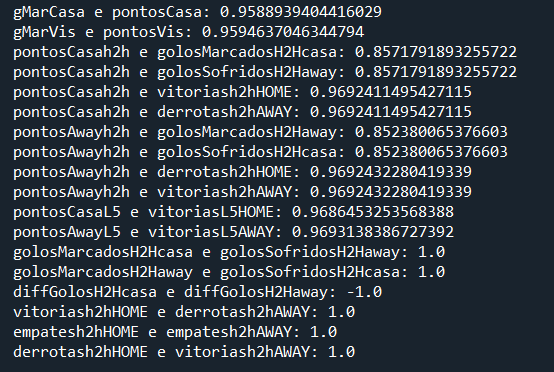 gMarCasa e pontosCasa: 0.9588939404416029
gMarVis e pontosVis: 0.9594637046344794
pontosCasah2h e golosMarcadosH2Hcasa: 0.8571791893255722
pontosCasah2h e golosSofridosH2Haway: 0.8571791893255722
pontosCasah2h e vitoriash2hHOME: 0.9692411495427115
pontosCasah2h e derrotash2hAWAY: 0.9692411495427115
pontosAwayh2h e golosMarcadosH2Haway: 0.852380065376603
pontosAwayh2h e golosSofridosH2Hcasa: 0.852380065376603
pontosAwayh2h e derrotash2hHOME: 0.9692432280419339
pontosAwayh2h e vitoriash2hAWAY: 0.9692432280419339
pontosCasaL5 e vitoriasL5HOME: 0.9686453253568388
pontosAwayL5 e vitoriasL5AWAY: 0.9693138386727392
golosMarcadosH2Hcasa e golosSofridosH2Haway: 1.0
golosMarcadosH2Haway e golosSofridosH2Hcasa: 1.0
diffGolosH2Hcasa e diffGolosH2Haway: -1.0
vitoriash2hHOME e derrotash2hAWAY: 1.0
empatesh2hHOME e empatesh2hAWAY: 1.0
derrotash2hHOME e vitoriash2hAWAY: 1.0